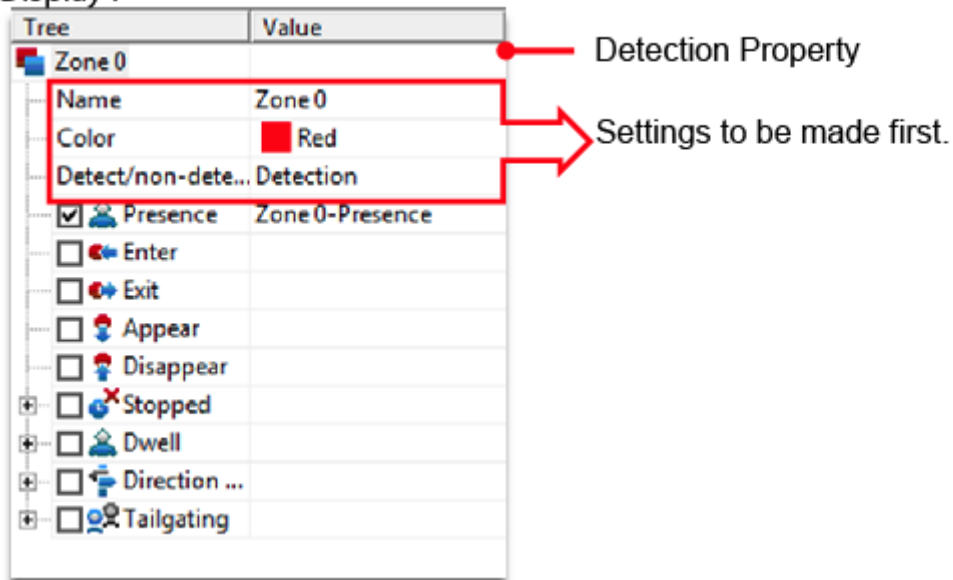 Tree Value
Zone 0 Detection Property
Name Zone 0
Color Red Settings to be made first.
Detect/non-dete... Detection
Presence Zone 0-Presence
Enter
Exit
Appear
Disappear
Stopped
Dwell
Direction ...
Tailgating